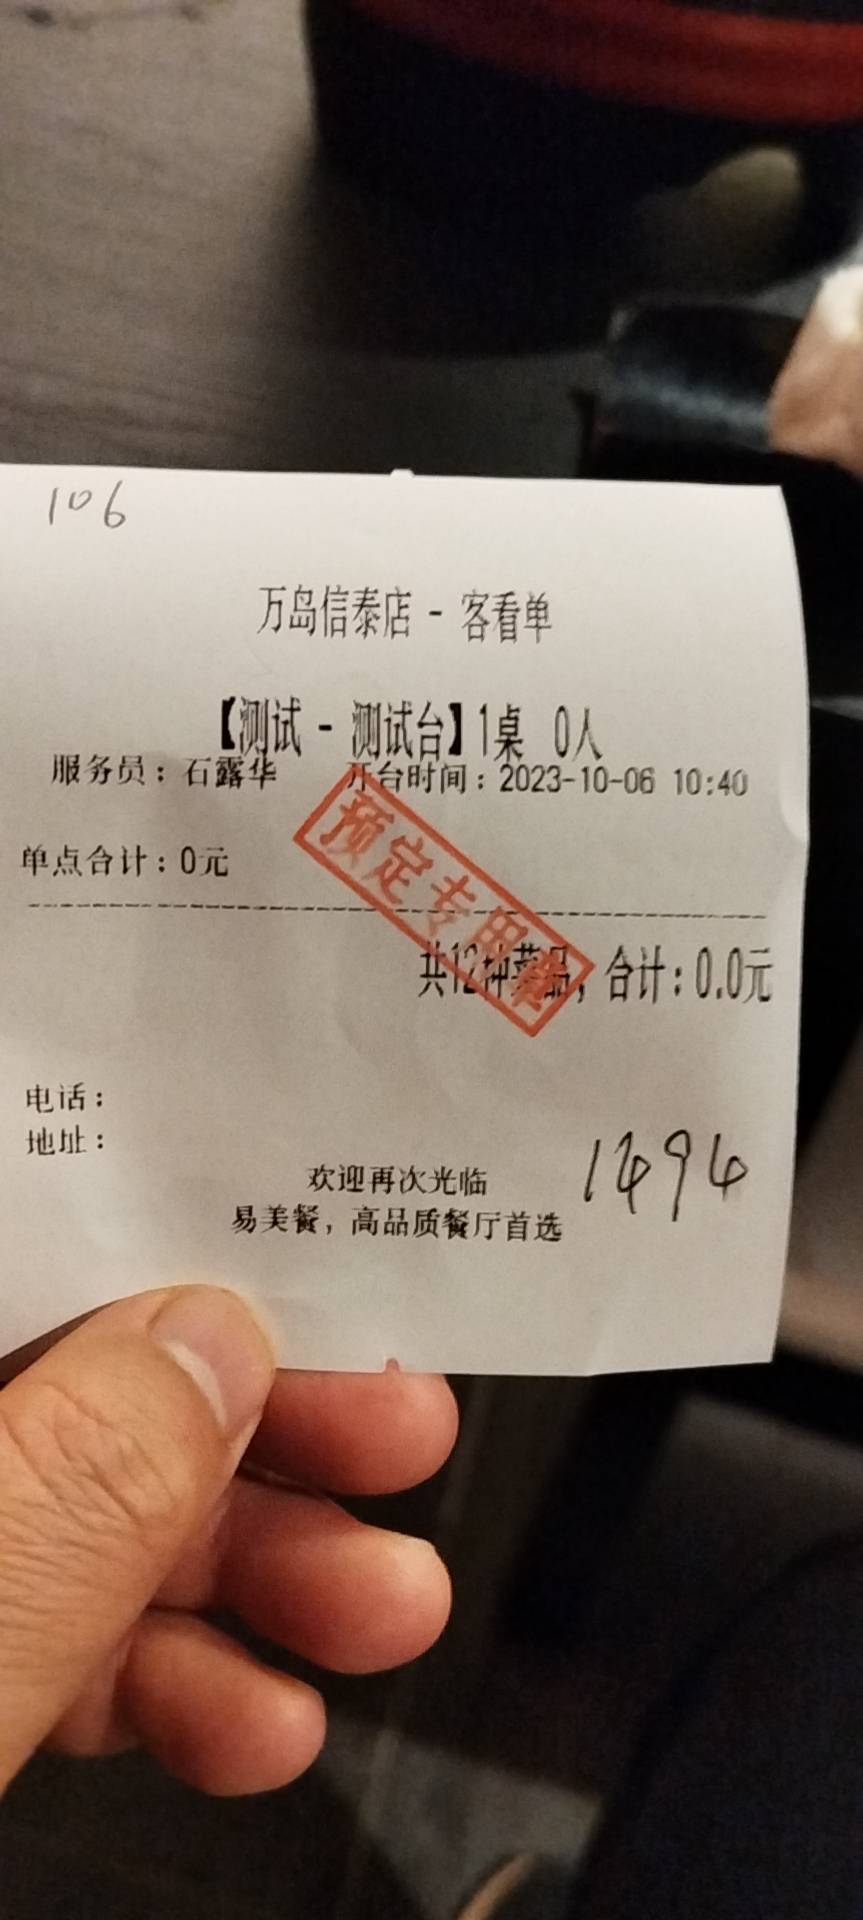 106
万岛信泰店 - 客看单
【测试 - 测试台】1桌 0人
服务员：石露华 开台时间：2023-10-06 10:40
单点合计：0元
预定专用章
共12种菜品，合计：0.0元
电话：
地址：
1494
欢迎再次光临
易美餐，高品质餐厅首选